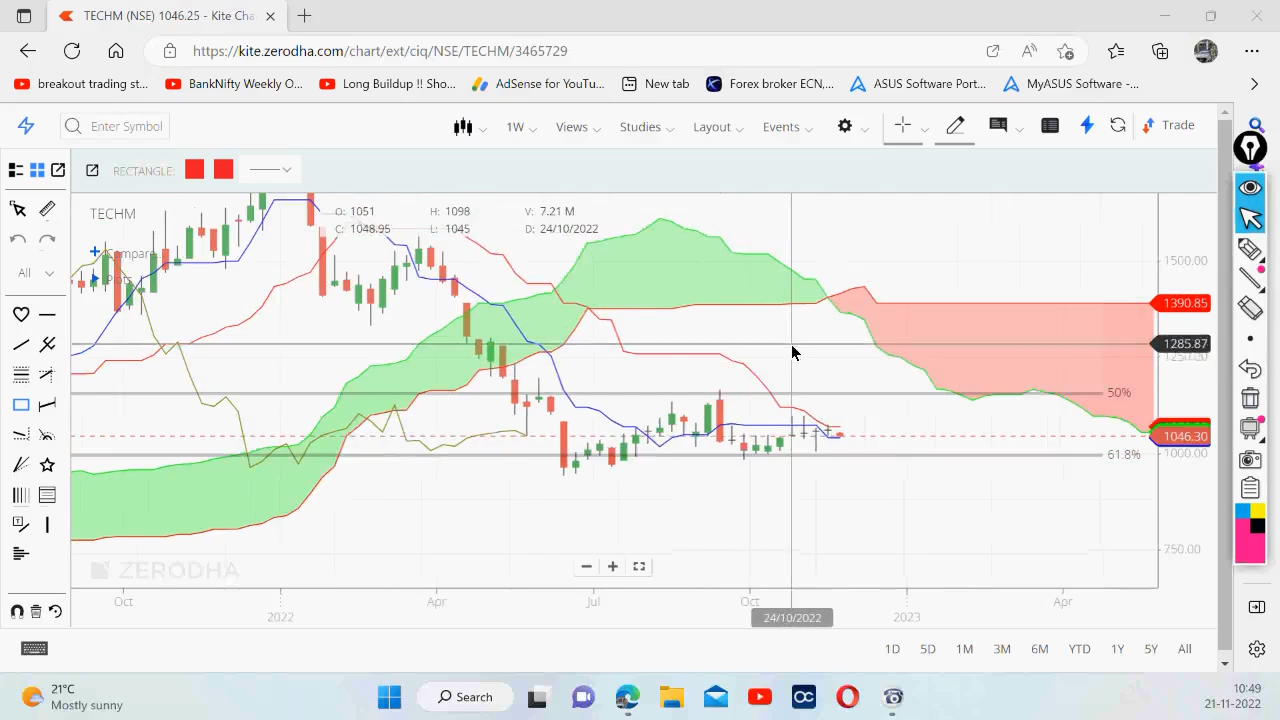 TECHM (NSE) 1046.25 - Kite Cha
https://kite.zerodha.com/chart/ext/ciq/NSE/TECHM/3465729
breakout trading st...
BankNifty Weekly O...
Long Buildup !! Sho...
AdSense for YouTu...
New tab
Forex broker ECN,...
ASUS Software Port...
MyASUS Software -...
Enter Symbol
1W
Views
Studies
Layout
Events
Trade
RECTANGLE:
TECHM
O: 1051
H: 1098
V: 7.21 M
C: 1048.95
L: 1045
D: 24/10/2022
Compare
1500.00
All
1390.85
1285.87
1250.00
50%
1046.30
1000.00
61.8%
750.00
ZERODHA
Oct
Apr
Jul
Oct
Apr
2022
24/10/2022
2023
1D
5D
1M
3M
6M
YTD
1Y
5Y
All
21°C
Mostly sunny
Search
OC
10:49
21-11-2022